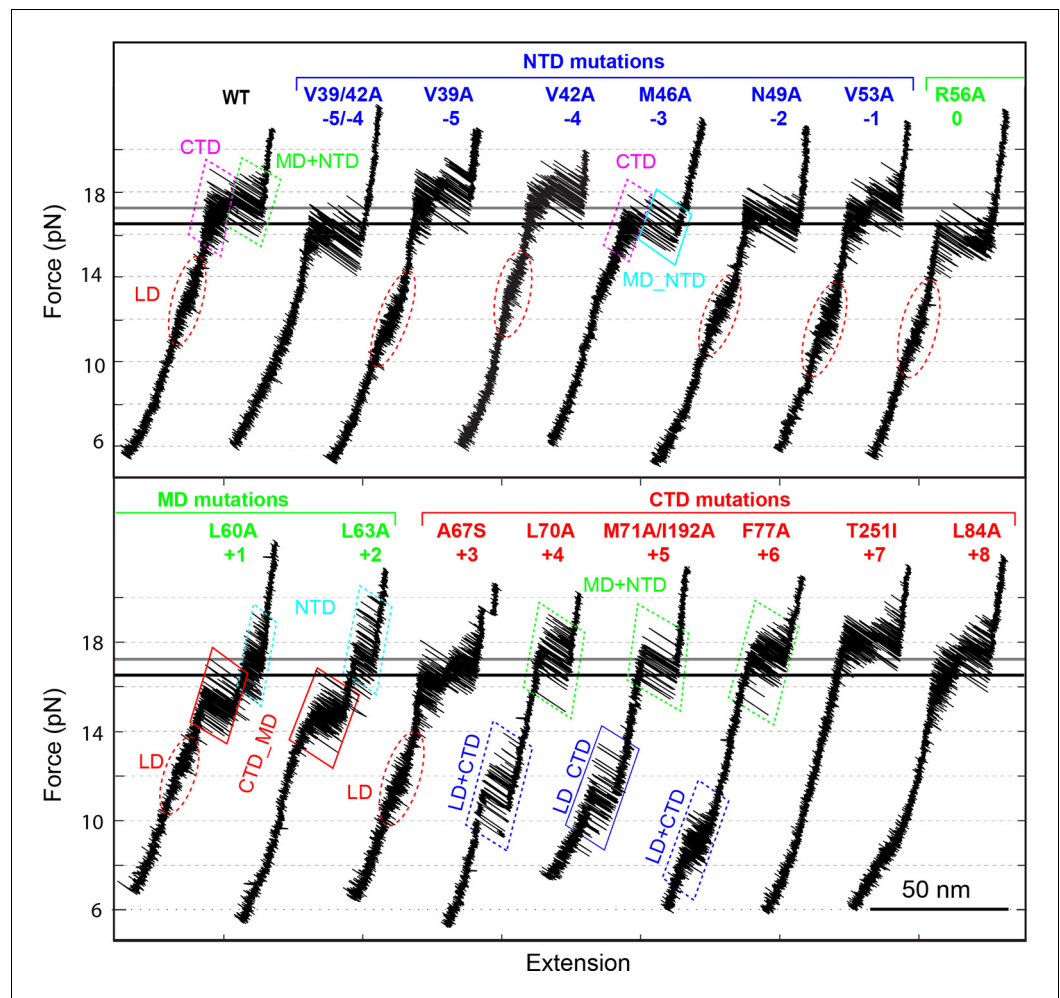 NTD mutations
WT V39/42A V39A V42A M46A N49A V53A R56A
-5/-4 -5 -4 -3 -2 -1 0
CTD MD+NTD CTD
18
MD_NTD
14
LD
10
6
Force (pN)
MD mutations CTD mutations
L60A L63A A67S L70A M71A/I192A F77A T251I L84A
+1 +2 +3 +4 +5 +6 +7 +8
NTD MD+NTD
18
CTD_MD
14
LD LD LD+CTD LD_CTD LD+CTD
10
6
50 nm
Force (pN)
Extension